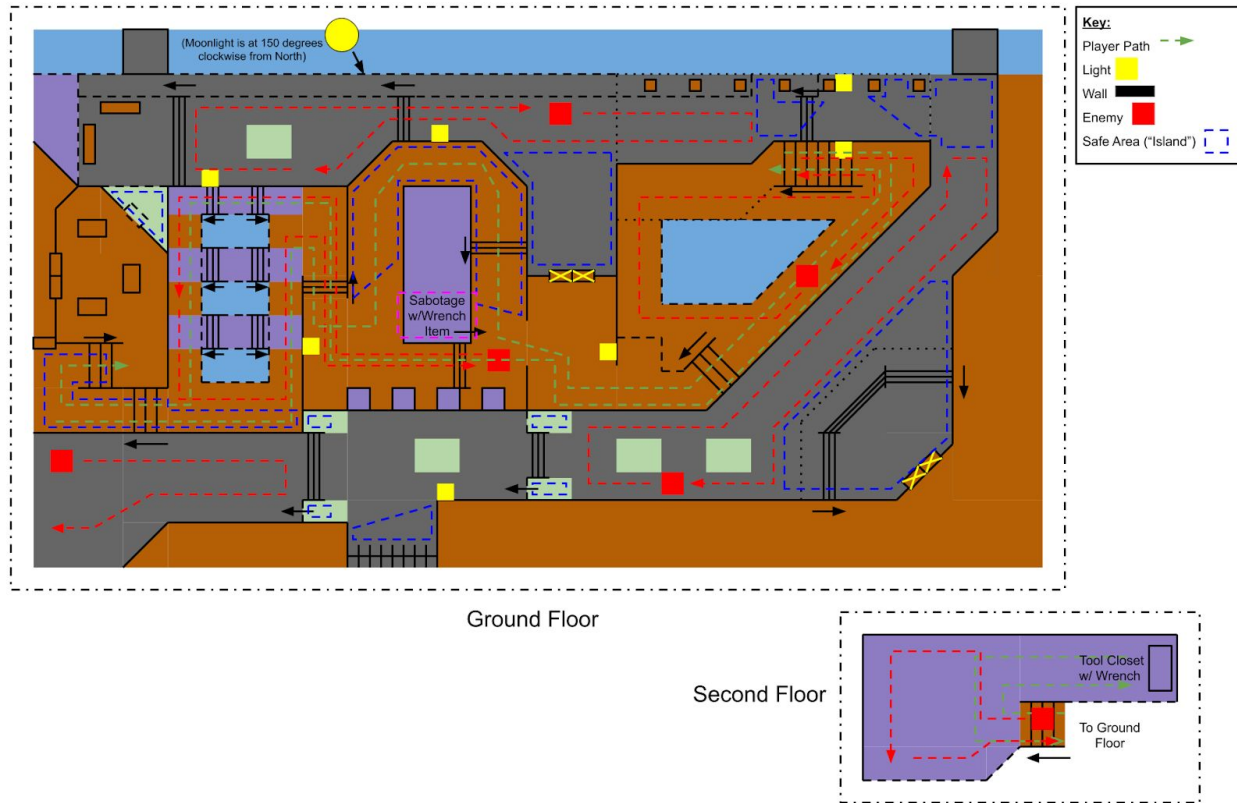 (Moonlight is at 150 degrees
clockwise from North)
Key:
Player Path
Light
Wall
Enemy
Safe Area ("Island")
Sabotage
w/Wrench
Item
Ground Floor
Second Floor
Tool Closet
w/ Wrench
To Ground
Floor